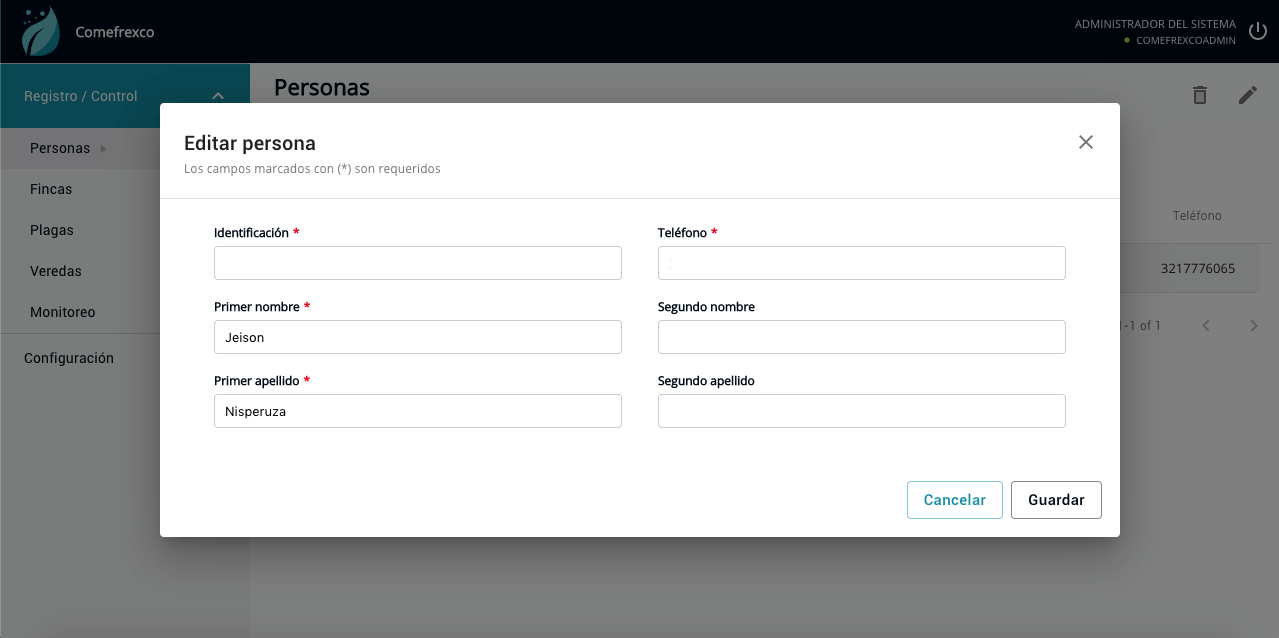 Comefrexco
ADMINISTRADOR DEL SISTEMA
COMEFREXCOADMIN
Registro / Control
Personas
Personas
Fincas
Plagas
Veredas
Monitoreo
Configuración
Editar persona
Los campos marcados con (*) son requeridos
Identificación *
Teléfono *
Primer nombre *
Segundo nombre
Jeison
Primer apellido *
Segundo apellido
Nisperuza
Cancelar
Guardar
Teléfono
3217776065
-1 of 1